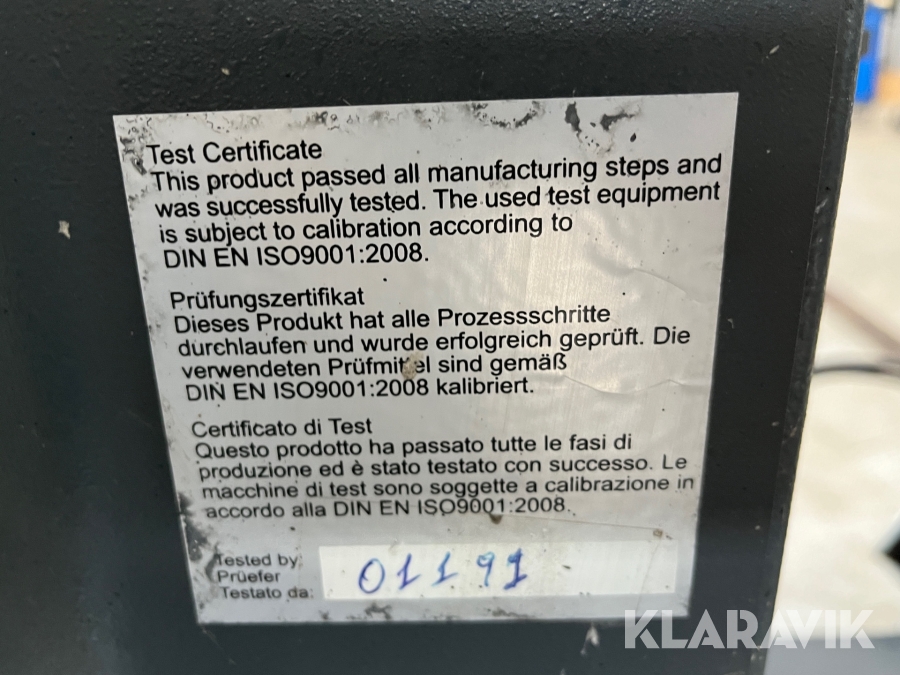 Test Certificate
This product passed all manufacturing steps and
was successfully tested. The used test equipment
is subject to calibration according to
DIN EN ISO9001:2008.
Prüfungszertifikat
Dieses Produkt hat alle Prozessschritte
durchlaufen und wurde erfolgreich geprüft. Die
verwendeten Prüfmittel sind gemäß
DIN EN ISO9001:2008 kalibriert.
Certificato di Test
Questo prodotto ha passato tutte le fasi di
produzione ed è stato testato con successo. Le
macchine di test sono soggette a calibrazione in
accordo alla DIN EN ISO9001:2008.
Tested by:
Prüefer
Testato da:
01191
KLARAVIK